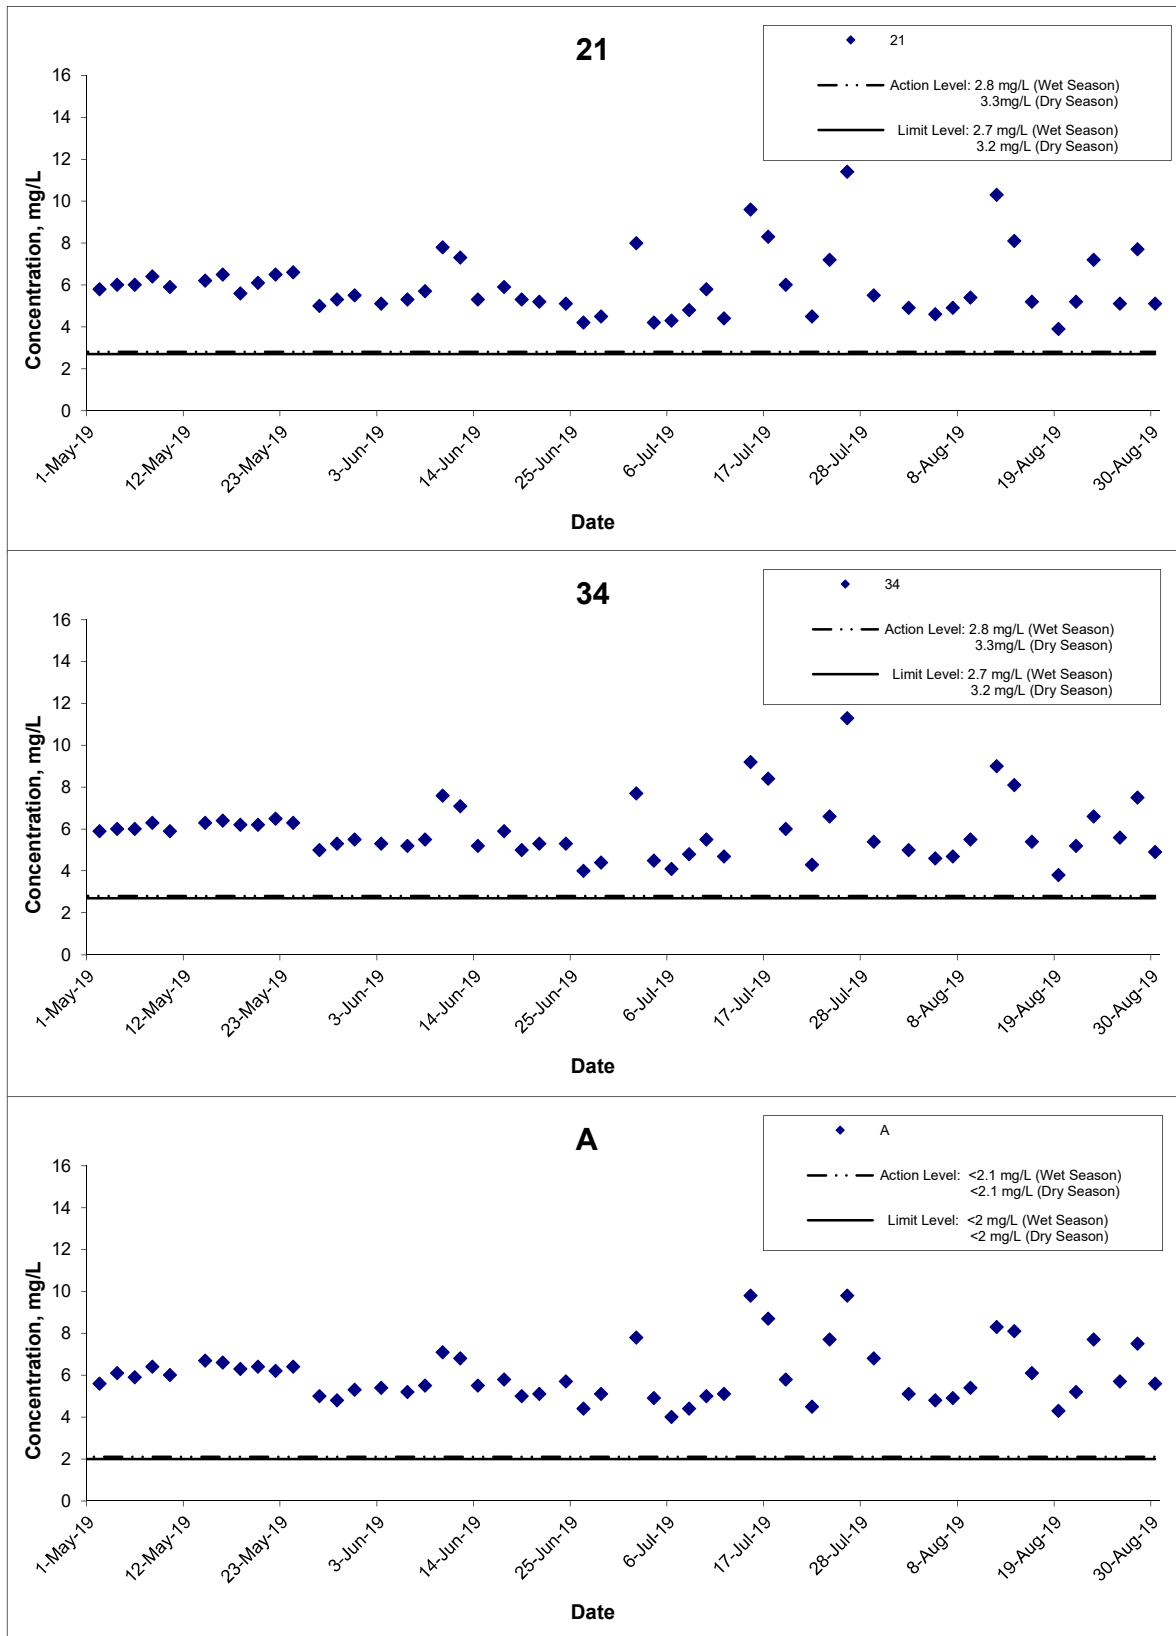 21
21
Action Level: 2.8 mg/L (Wet Season)
3.3mg/L (Dry Season)
Limit Level: 2.7 mg/L (Wet Season)
3.2 mg/L (Dry Season)
Concentration, mg/L
16
14
12
10
8
6
4
2
0
1-May-19
12-May-19
23-May-19
3-Jun-19
14-Jun-19
25-Jun-19
6-Jul-19
17-Jul-19
28-Jul-19
8-Aug-19
19-Aug-19
30-Aug-19
Date
34
34
Action Level: 2.8 mg/L (Wet Season)
3.3mg/L (Dry Season)
Limit Level: 2.7 mg/L (Wet Season)
3.2 mg/L (Dry Season)
Concentration, mg/L
16
14
12
10
8
6
4
2
0
1-May-19
12-May-19
23-May-19
3-Jun-19
14-Jun-19
25-Jun-19
6-Jul-19
17-Jul-19
28-Jul-19
8-Aug-19
19-Aug-19
30-Aug-19
Date
A
A
Action Level: <2.1 mg/L (Wet Season)
<2.1 mg/L (Dry Season)
Limit Level: <2 mg/L (Wet Season)
<2 mg/L (Dry Season)
Concentration, mg/L
16
14
12
10
8
6
4
2
0
1-May-19
12-May-19
23-May-19
3-Jun-19
14-Jun-19
25-Jun-19
6-Jul-19
17-Jul-19
28-Jul-19
8-Aug-19
19-Aug-19
30-Aug-19
Date